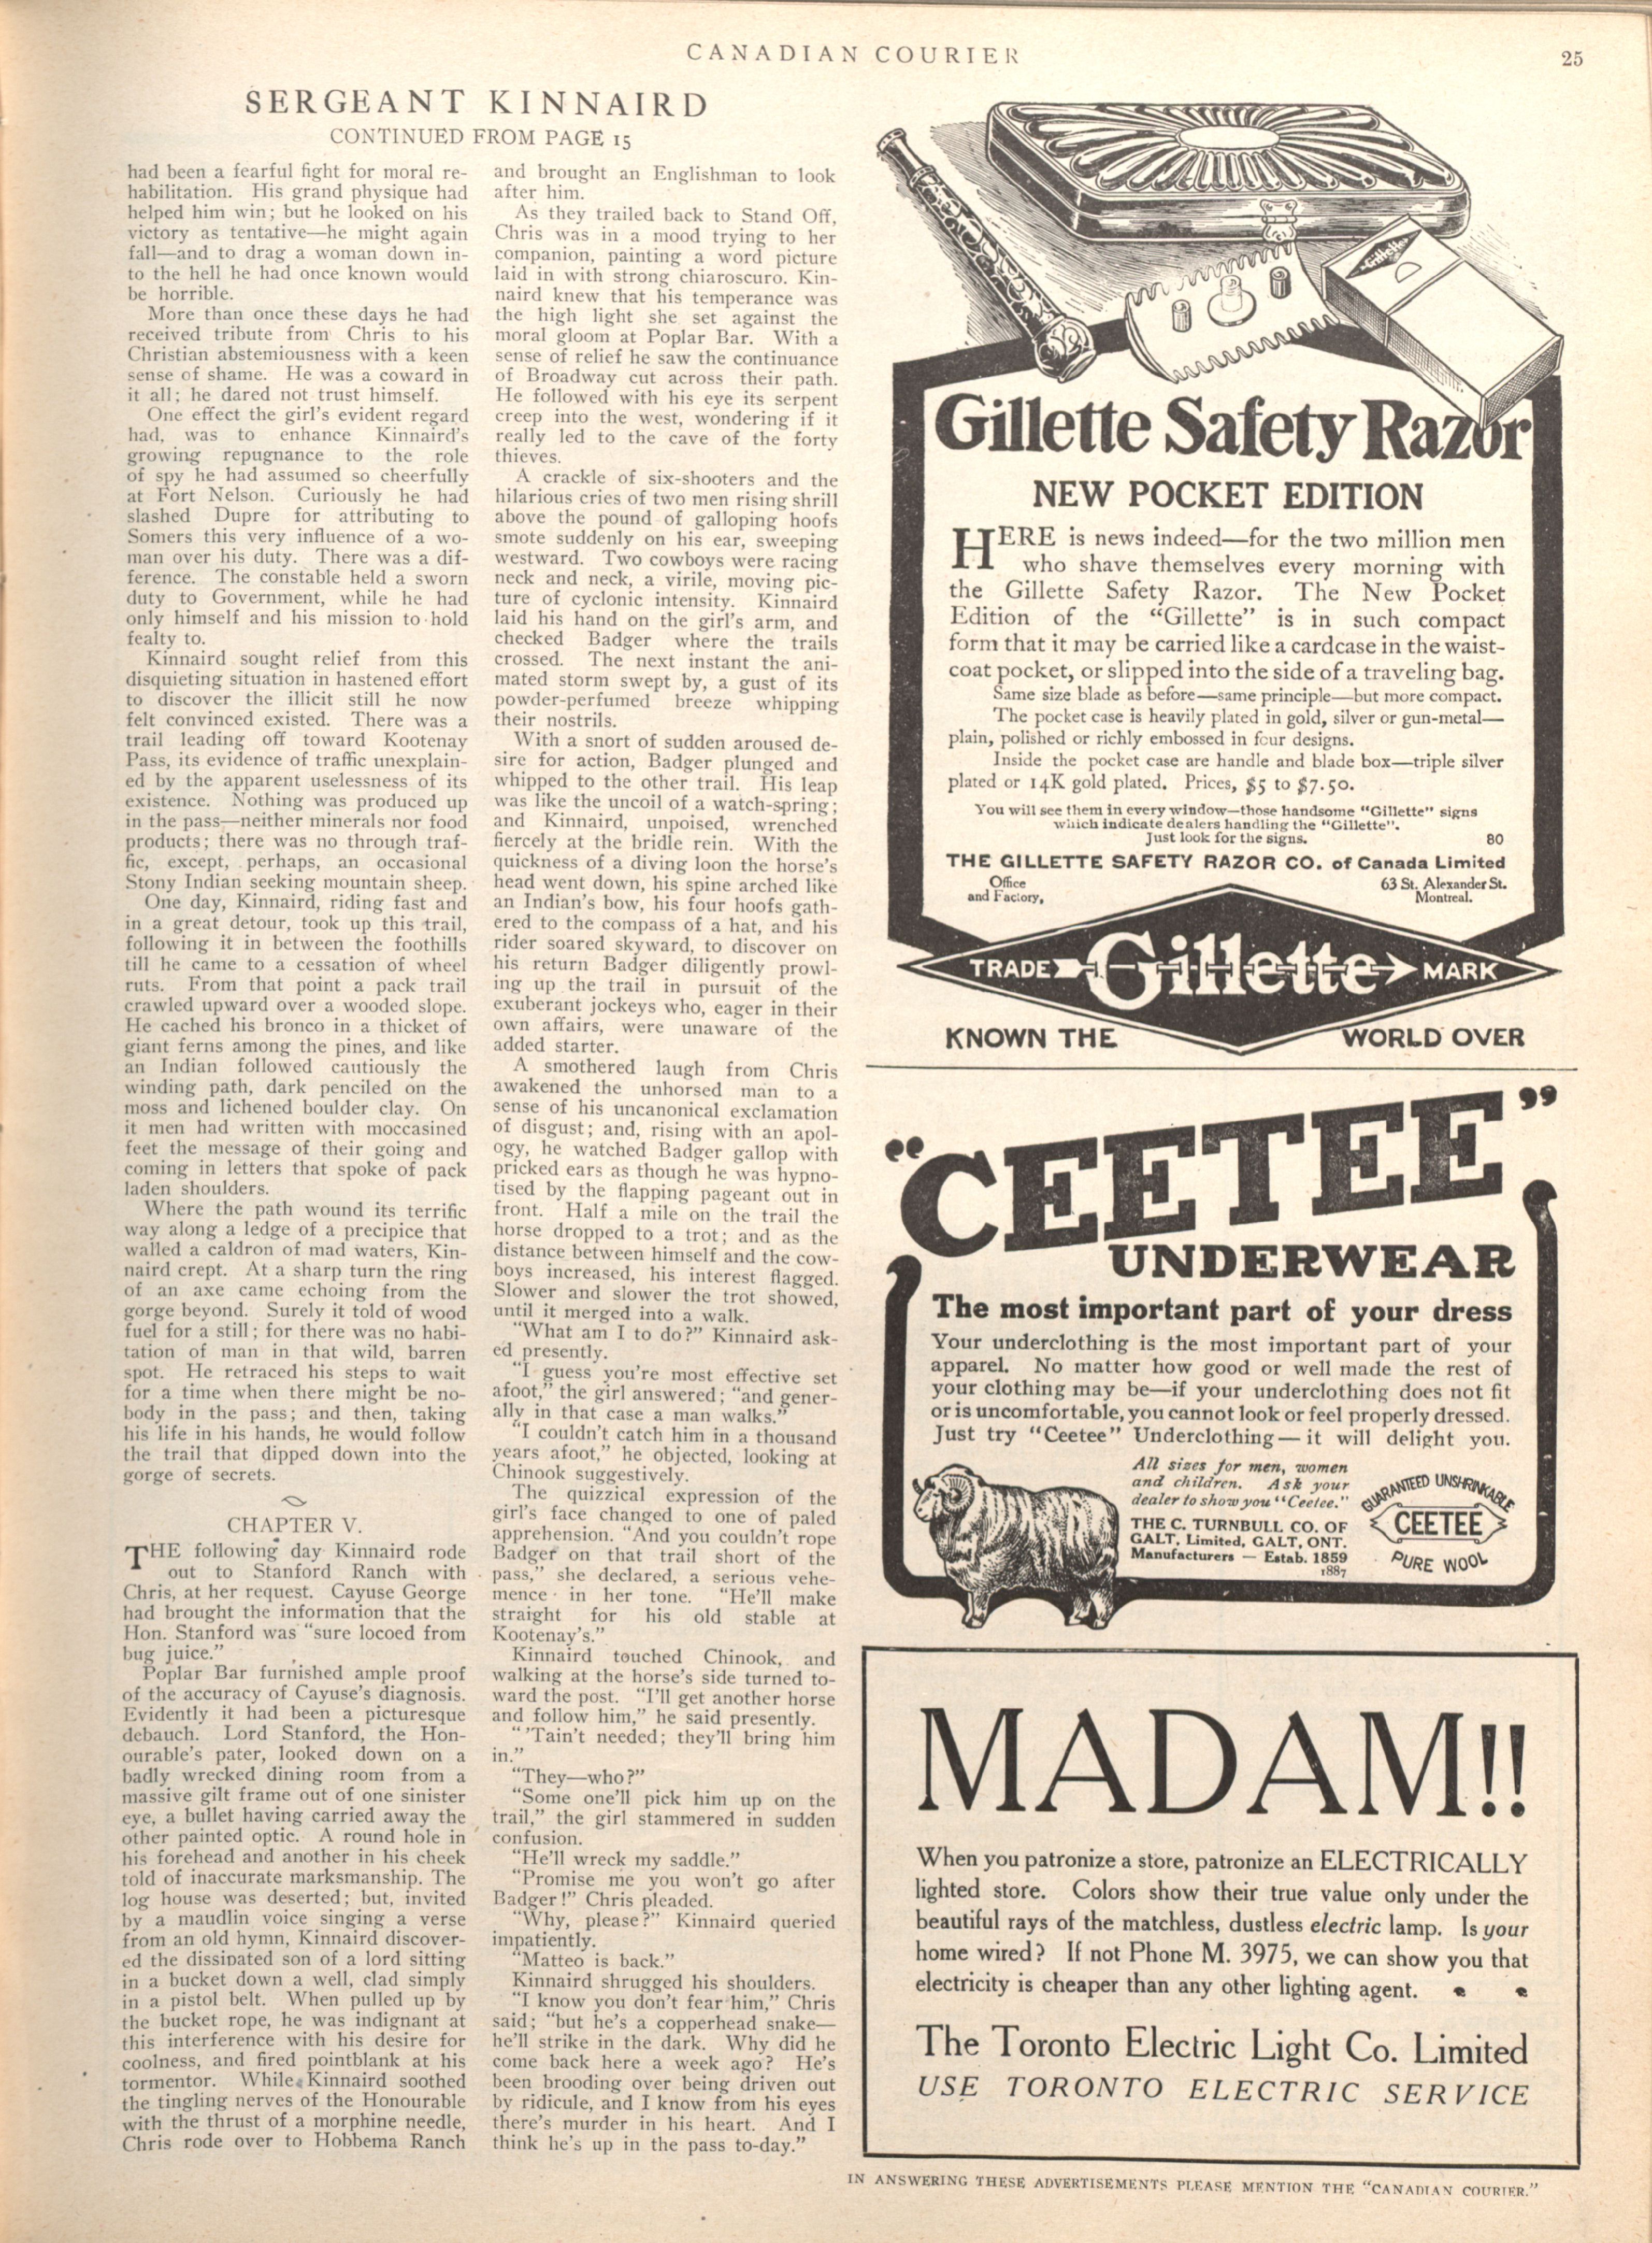 CANADIAN COURIER
25
SERGEANT KINNAIRD
CONTINUED FROM PAGE 15
had been a fearful fight for moral re-
habilitation. His grand physique had
helped him win; but he looked on his
victory as tentative—he might again
fall—and to drag a woman down in-
to the hell he had once known would
be horrible.
More than once these days he had
received tribute from Chris to his
Christian abstemiousness with a keen
sense of shame. He was a coward in
it all; he dared not trust himself.
One effect the girl's evident regard
had, was to enhance Kinnaird's
growing repugnance to the role
of spy he had assumed so cheerfully
at Fort Nelson. Curiously he had
slashed Dupre for attributing to
Somers this very influence of a wo-
man over his duty. There was a dif-
ference. The constable held a sworn
duty to Government, while he had
only himself and his mission to hold
fealty to.
Kinnaird sought relief from this
disquieting situation in hastened effort
to discover the illicit still he now
felt convinced existed. There was a
trail leading off toward Kootenay
Pass, its evidence of traffic unexplain-
ed by the apparent uselessness of its
existence. Nothing was produced up
in the pass—neither minerals nor food
products; there was no through traf-
fic, except, perhaps, an occasional
Stony Indian seeking mountain sheep.
One day, Kinnaird, riding fast and
in a great detour, took up this trail,
following it in between the foothills
till he came to a cessation of wheel
ruts. From that point a pack trail
crawled upward over a wooded slope.
He cached his bronco in a thicket of
giant ferns among the pines, and like
an Indian followed cautiously the
winding path, dark penciled on the
moss and lichened boulder clay. On
it men had written with moccasined
feet the message of their going and
coming in letters that spoke of pack
laden shoulders.
Where the path wound its terrific
way along a ledge of a precipice that
walled a caldron of mad waters, Kin-
naird crept. At a sharp turn the ring
of an axe came echoing from the
gorge beyond. Surely it told of wood
fuel for a still; for there was no habi-
tation of man in that wild, barren
spot. He retraced his steps to wait
for a time when there might be no-
body in the pass; and then, taking
his life in his hands, he would follow
the trail that dipped down into the
gorge of secrets.
CHAPTER V.
THE following day Kinnaird rode
out to Stanford Ranch with
Chris, at her request. Cayuse George
had brought the information that the
Hon. Stanford was "sure locoed from
bug juice."
Poplar Bar furnished ample proof
of the accuracy of Cayuse's diagnosis.
Evidently it had been a picturesque
debauch. Lord Stanford, the Hon-
ourable's pater, looked down on a
badly wrecked dining room from a
massive gilt frame out of one sinister
eye, a bullet having carried away the
other painted optic. A round hole in
his forehead and another in his cheek
told of inaccurate marksmanship. The
log house was deserted; but, invited
by a maudlin voice singing a verse
from an old hymn, Kinnaird discover-
ed the dissipated son of a lord sitting
in a bucket down a well, clad simply
in a pistol belt. When pulled up by
the bucket rope, he was indignant at
this interference with his desire for
coolness, and fired pointblank at his
tormentor. While Kinnaird soothed
the tingling nerves of the Honourable
with the thrust of a morphine needle,
Chris rode over to Hobbema Ranch
and brought an Englishman to look
after him.
As they trailed back to Stand Off,
Chris was in a mood trying to her
companion, painting a word picture
laid in with strong chiaroscuro. Kin-
naird knew that his temperance was
the high light she set against the
moral gloom at Poplar Bar. With a
sense of relief he saw the continuance
of Broadway cut across their path.
He followed with his eye its serpent
creep into the west, wondering if it
really led to the cave of the forty
thieves.
A crackle of six-shooters and the
hilarious cries of two men rising shrill
above the pound of galloping hoofs
smote suddenly on his ear, sweeping
westward. Two cowboys were racing
neck and neck, a virile, moving pic-
ture of cyclonic intensity. Kinnaird
laid his hand on the girl's arm, and
checked Badger where the trails
crossed. The next instant the ani-
mated storm swept by, a gust of its
powder-perfumed breeze whipping
their nostrils.
With a snort of sudden aroused de-
sire for action, Badger plunged and
whipped to the other trail. His leap
was like the uncoil of a watch-spring;
and Kinnaird, unpoised, wrenched
fiercely at the bridle rein. With the
quickness of a diving loon the horse's
head went down, his spine arched like
an Indian's bow, his four hoofs gath-
ered to the compass of a hat, and his
rider soared skyward, to discover on
his return Badger diligently prowl-
ing up the trail in pursuit of the
exuberant jockeys who, eager in their
own affairs, were unaware of the
added starter.
A smothered laugh from Chris
awakened the unhorsed man to a
sense of his uncanonical exclamation
of disgust; and, rising with an apol-
ogy, he watched Badger gallop with
pricked ears as though he was hypno-
tised by the flapping pageant out in
front. Half a mile on the trail the
horse dropped to a trot; and as the
distance between himself and the cow-
boys increased, his interest flagged.
Slower and slower the trot showed,
until it merged into a walk.
"What am I to do?" Kinnaird ask-
ed presently.
"I guess you're most effective set
afoot," the girl answered; "and gener-
ally in that case a man walks."
"I couldn't catch him in a thousand
years afoot," he objected, looking at
Chinook suggestively.
The quizzical expression of the
girl's face changed to one of paled
apprehension. "And you couldn't rope
Badger on that trail short of the
pass," she declared, a serious vehe-
mence in her tone. "He'll make
straight for his old stable at
Kootenay's."
Kinnaird touched Chinook, and
walking at the horse's side turned to-
ward the post. "I'll get another horse
and follow him," he said presently.
"'Tain't needed; they'll bring him
in."
"They—who?"
"Some one'll pick him up on the
trail," the girl stammered in sudden
confusion.
"He'll wreck my saddle."
"Promise me you won't go after
Badger!" Chris pleaded.
"Why, please?" Kinnaird queried
impatiently.
"Matteo is back."
Kinnaird shrugged his shoulders.
"I know you don't fear him," Chris
said; "but he's a copperhead snake—
he'll strike in the dark. Why did he
come back here a week ago? He's
been brooding over being driven out
by ridicule, and I know from his eyes
there's murder in his heart. And I
think he's up in the pass to-day."
Gillette
Gillette Safety Razor
NEW POCKET EDITION
HERE is news indeed—for the two million men
who shave themselves every morning with
the Gillette Safety Razor. The New Pocket
Edition of the "Gillette" is in such compact
form that it may be carried like a cardcase in the waist-
coat pocket, or slipped into the side of a traveling bag.
Same size blade as before—same principle—but more compact.
The pocket case is heavily plated in gold, silver or gun-metal—
plain, polished or richly embossed in four designs.
Inside the pocket case are handle and blade box—triple silver
plated or 14K gold plated. Prices, $5 to $7.50.
You will see them in every window—those handsome "Gillette" signs
which indicate dealers handling the "Gillette".
Just look for the signs. 80
THE GILLETTE SAFETY RAZOR CO. of Canada Limited
Office 63 St. Alexander St.
and Factory, Montreal.
TRADE Gillette MARK
KNOWN THE WORLD OVER
"CEETEE"
UNDERWEAR
The most important part of your dress
Your underclothing is the most important part of your
apparel. No matter how good or well made the rest of
your clothing may be—if your underclothing does not fit
or is uncomfortable, you cannot look or feel properly dressed.
Just try "Ceetee" Underclothing—it will delight you.
All sizes for men, women
and children. Ask your
dealer to show you "Ceetee."
THE C. TURNBULL CO. OF
GALT, Limited, GALT, ONT.
Manufacturers — Estab. 1859
1887
GUARANTEED UNSHRINKABLE
CEETEE
PURE WOOL
MADAM!!
When you patronize a store, patronize an ELECTRICALLY
lighted store. Colors show their true value only under the
beautiful rays of the matchless, dustless electric lamp. Is your
home wired? If not Phone M. 3975, we can show you that
electricity is cheaper than any other lighting agent.
The Toronto Electric Light Co. Limited
USE TORONTO ELECTRIC SERVICE
IN ANSWERING THESE ADVERTISEMENTS PLEASE MENTION THE "CANADIAN COURIER."